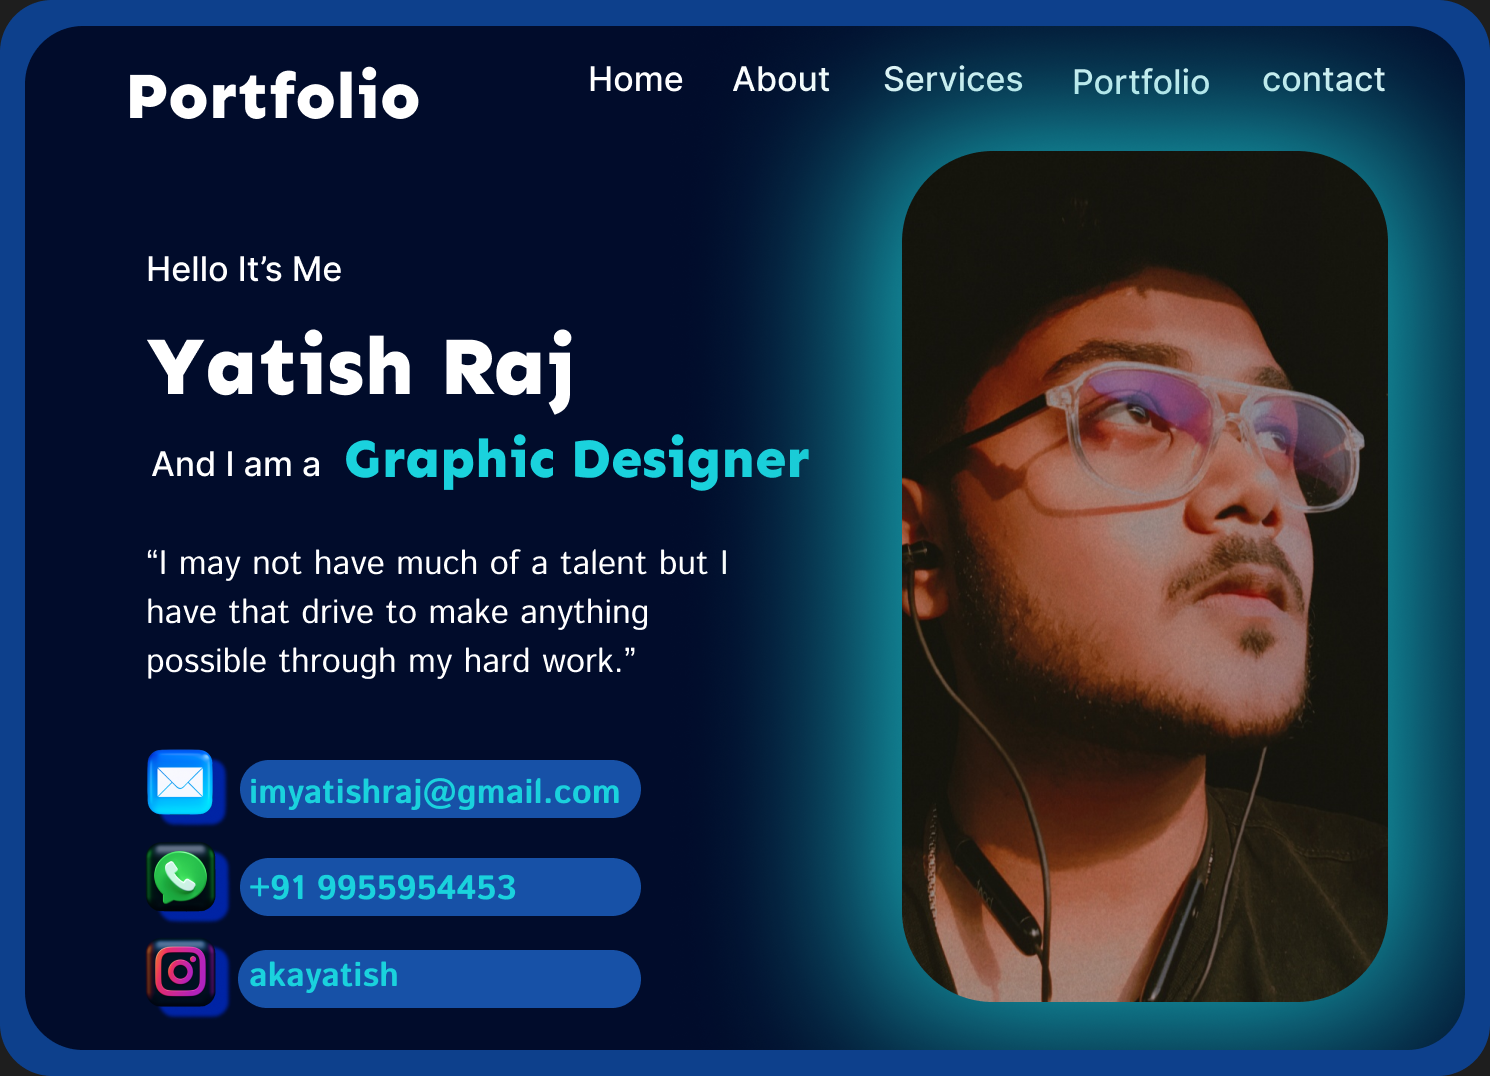 Portfolio
Home About Services Portfolio contact
Hello It’s Me
Yatish Raj
And I am a Graphic Designer
“I may not have much of a talent but I
have that drive to make anything
possible through my hard work.”
imyatishraj@gmail.com
+91 9955954453
akayatish